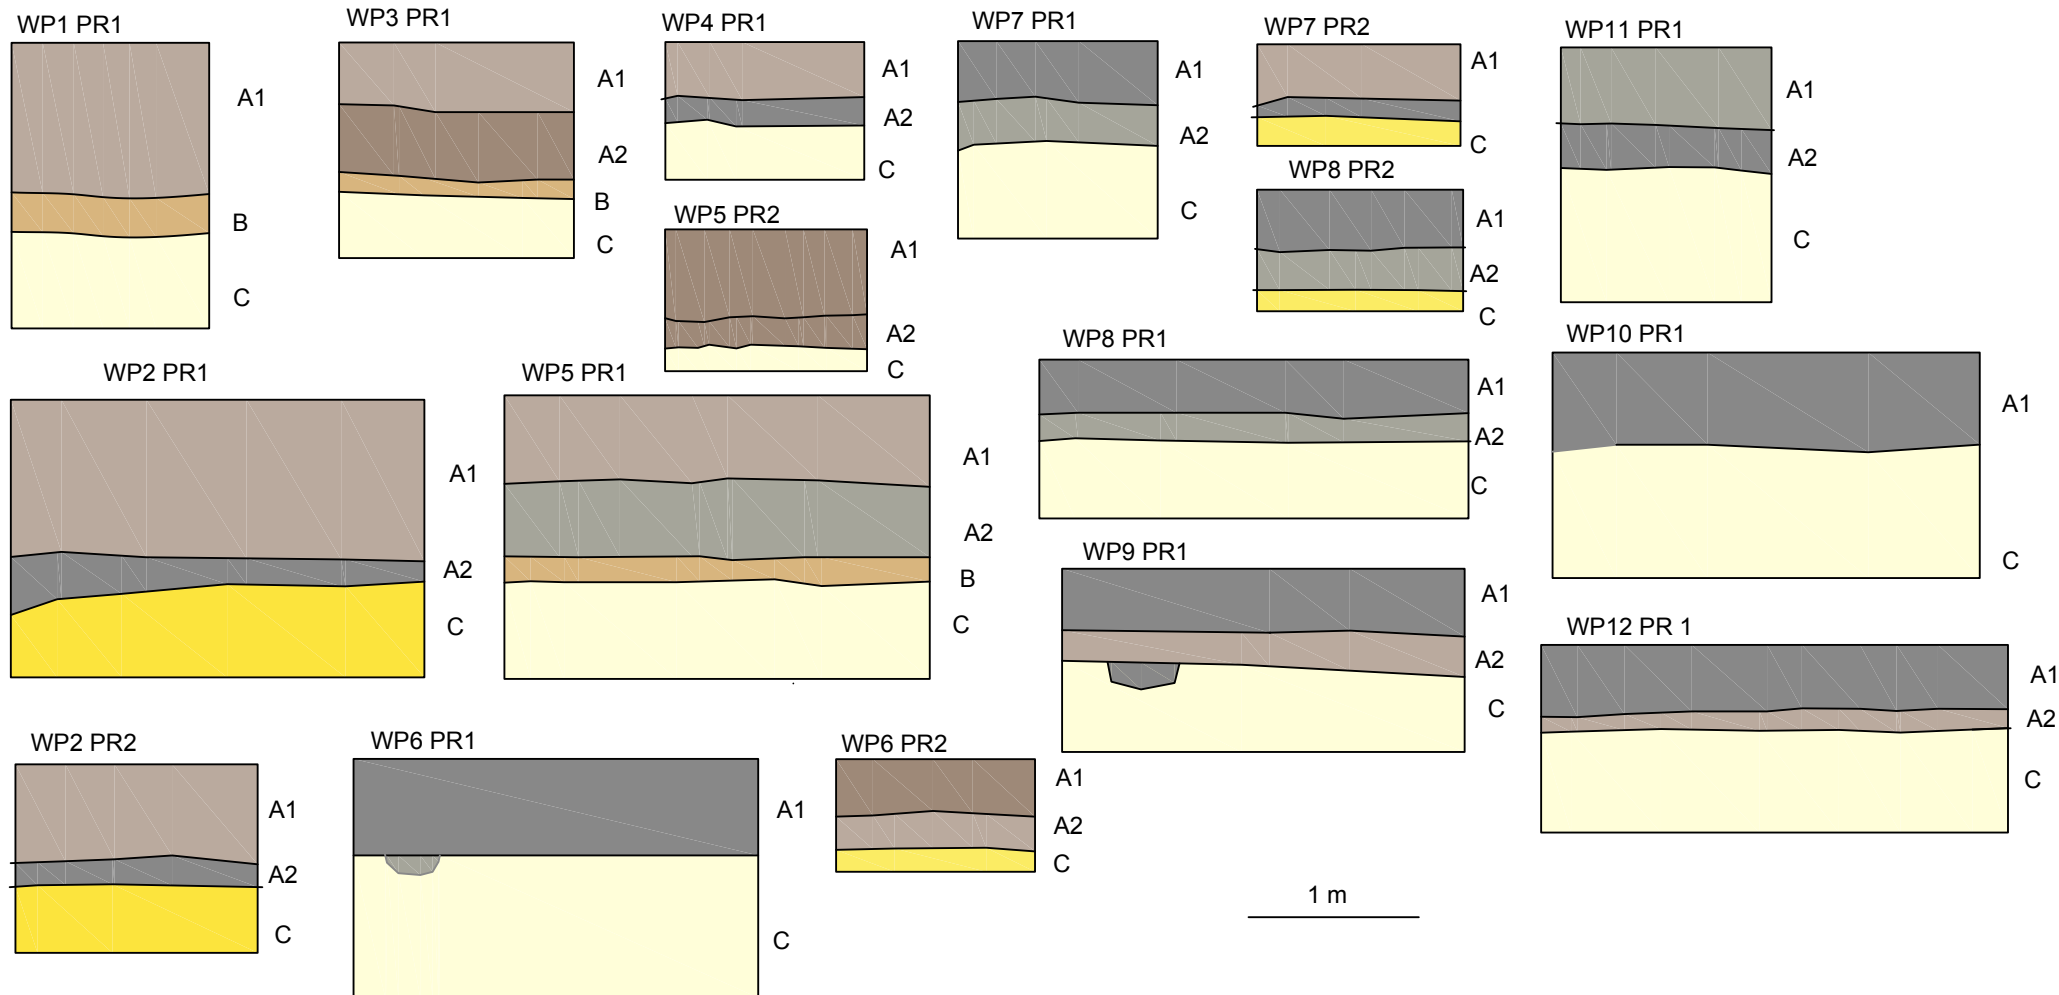 WP1 PR1
A1
B
C
WP3 PR1
A1
A2
B
C
WP4 PR1
A1
A2
C
WP5 PR2
A1
A2
C
WP7 PR1
A1
A2
C
WP7 PR2
A1
C
WP8 PR2
A1
A2
C
WP11 PR1
A1
A2
C
WP2 PR1
A1
A2
C
WP5 PR1
A1
A2
B
C
WP8 PR1
A1
A2
C
WP10 PR1
A1
C
WP9 PR1
A1
A2
C
WP12 PR 1
A1
A2
C
WP2 PR2
A1
A2
C
WP6 PR1
A1
C
WP6 PR2
A1
A2
C
1 m